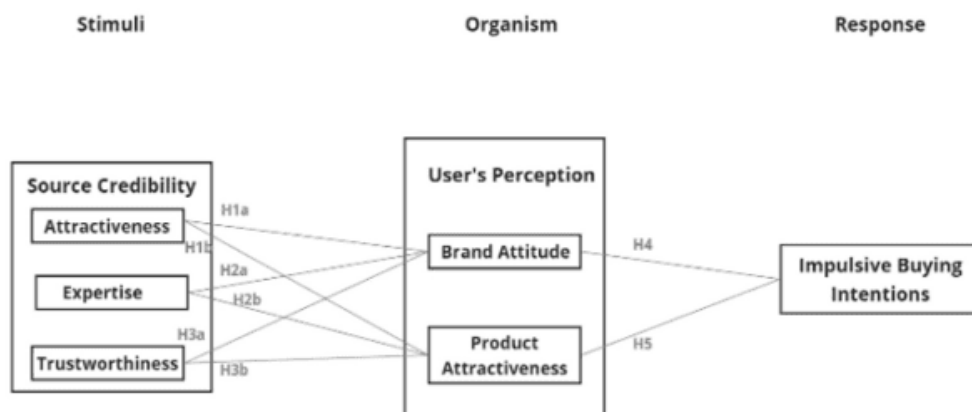 Stimuli
Organism
Response
Source Credibility
Attractiveness
Expertise
Trustworthiness
H1a
H1b
H2a
H2b
H3a
H3b
User's Perception
Brand Attitude
Product
Attractiveness
H4
H5
Impulsive Buying
Intentions